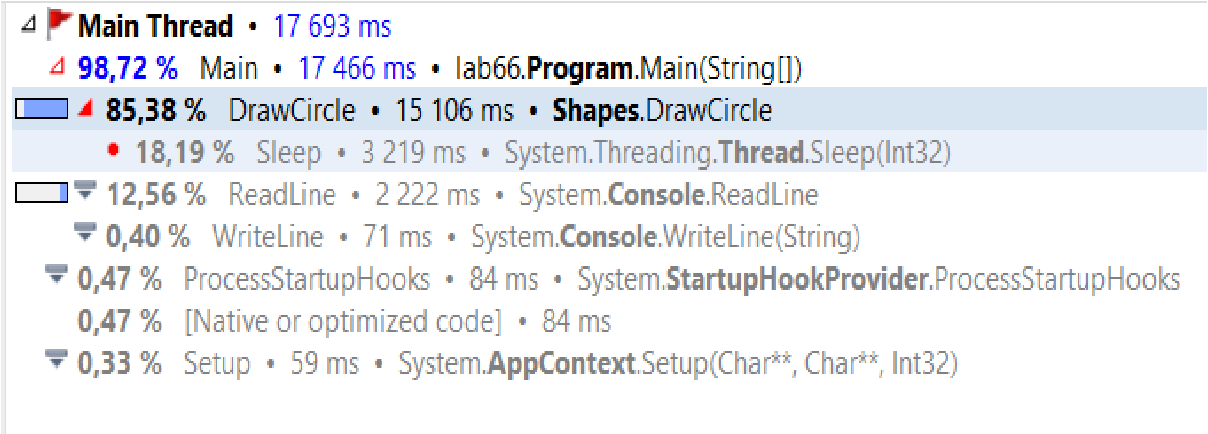 Main Thread • 17 693 ms
98,72 % Main • 17 466 ms • lab66.Program.Main(String[])
85,38 % DrawCircle • 15 106 ms • Shapes.DrawCircle
18,19 % Sleep • 3 219 ms • System.Threading.Thread.Sleep(Int32)
12,56 % ReadLine • 2 222 ms • System.Console.ReadLine
0,40 % WriteLine • 71 ms • System.Console.WriteLine(String)
0,47 % ProcessStartupHooks • 84 ms • System.StartupHookProvider.ProcessStartupHooks
0,47 % [Native or optimized code] • 84 ms
0,33 % Setup • 59 ms • System.AppContext.Setup(Char**, Char**, Int32)